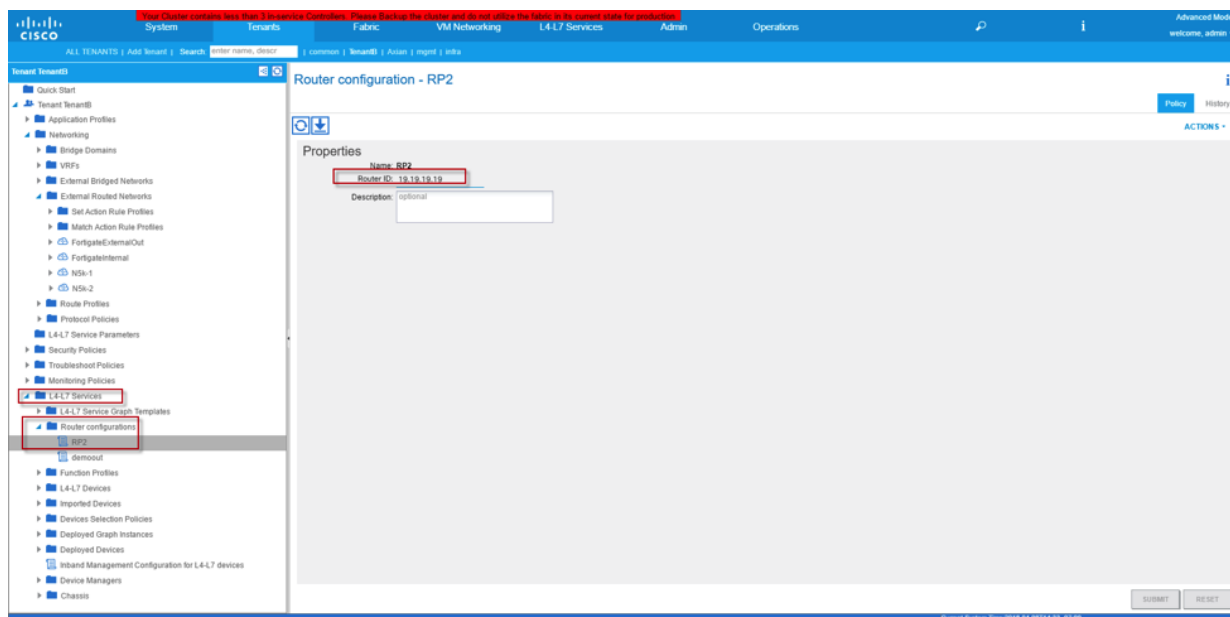 Your Cluster contains less than 3 in-service Controllers. Please Backup the cluster and do not utilize the fabric in its current state for production.
CISCO
System Tenants Fabric VM Networking L4-L7 Services Admin Operations
i
Advanced Mode
welcome, admin
ALL TENANTS | Add Tenant | Search: enter name, descr | common | TenantB | Axian | mgmt | infra
Tenant TenantB
Quick Start
Tenant TenantB
Application Profiles
Networking
Bridge Domains
VRFs
External Bridged Networks
External Routed Networks
Set Action Rule Profiles
Match Action Rule Profiles
FortigateExternalOut
FortigateInternal
N5k-1
N5k-2
Route Profiles
Protocol Policies
L4-L7 Service Parameters
Security Policies
Troubleshoot Policies
Monitoring Policies
L4-L7 Services
L4-L7 Service Graph Templates
Router configurations
RP2
demoout
Function Profiles
L4-L7 Devices
Imported Devices
Devices Selection Policies
Deployed Graph Instances
Deployed Devices
Inband Management Configuration for L4-L7 devices
Device Managers
Chassis
Router configuration - RP2
i
Policy History
ACTIONS
Properties
Name: RP2
Router ID: 19.19.19.19
Description: optional
SUBMIT RESET